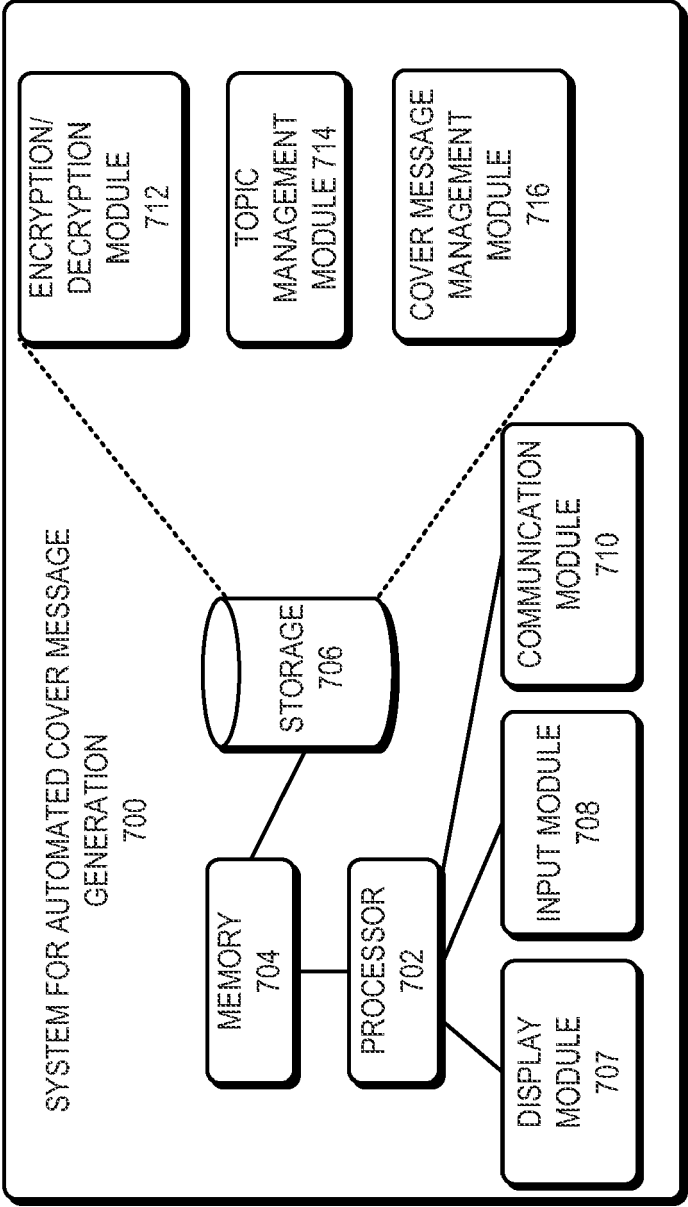 SYSTEM FOR AUTOMATED COVER MESSAGE
GENERATION
700
MEMORY
704
STORAGE
706
PROCESSOR
702
DISPLAY
MODULE
707
INPUT MODULE
708
COMMUNICATION
MODULE
710
ENCRYPTION/
DECRYPTION
MODULE
712
TOPIC
MANAGEMENT
MODULE 714
COVER MESSAGE
MANAGEMENT
MODULE
716